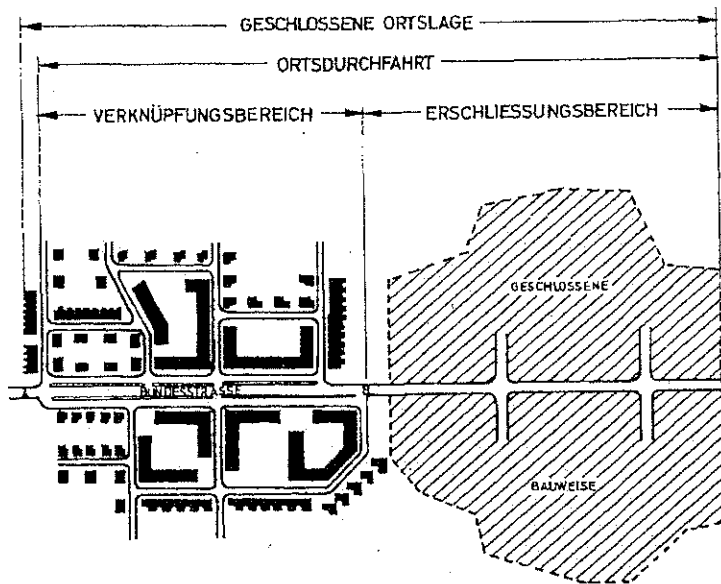 GESCHLOSSENE ORTSLAGE
ORTSDURCHFAHRT
VERKNÜPFUNGSBEREICH ERSCHLIESSUNGSBEREICH
GESCHLOSSENE
BUNDESSTRASSE
BAUWEISE